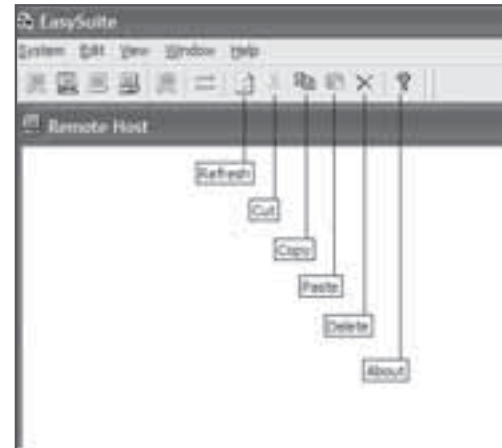 EasySuite
System Edit View Window Help
Remote Host
Refresh
Cut
Copy
Paste
Delete
About